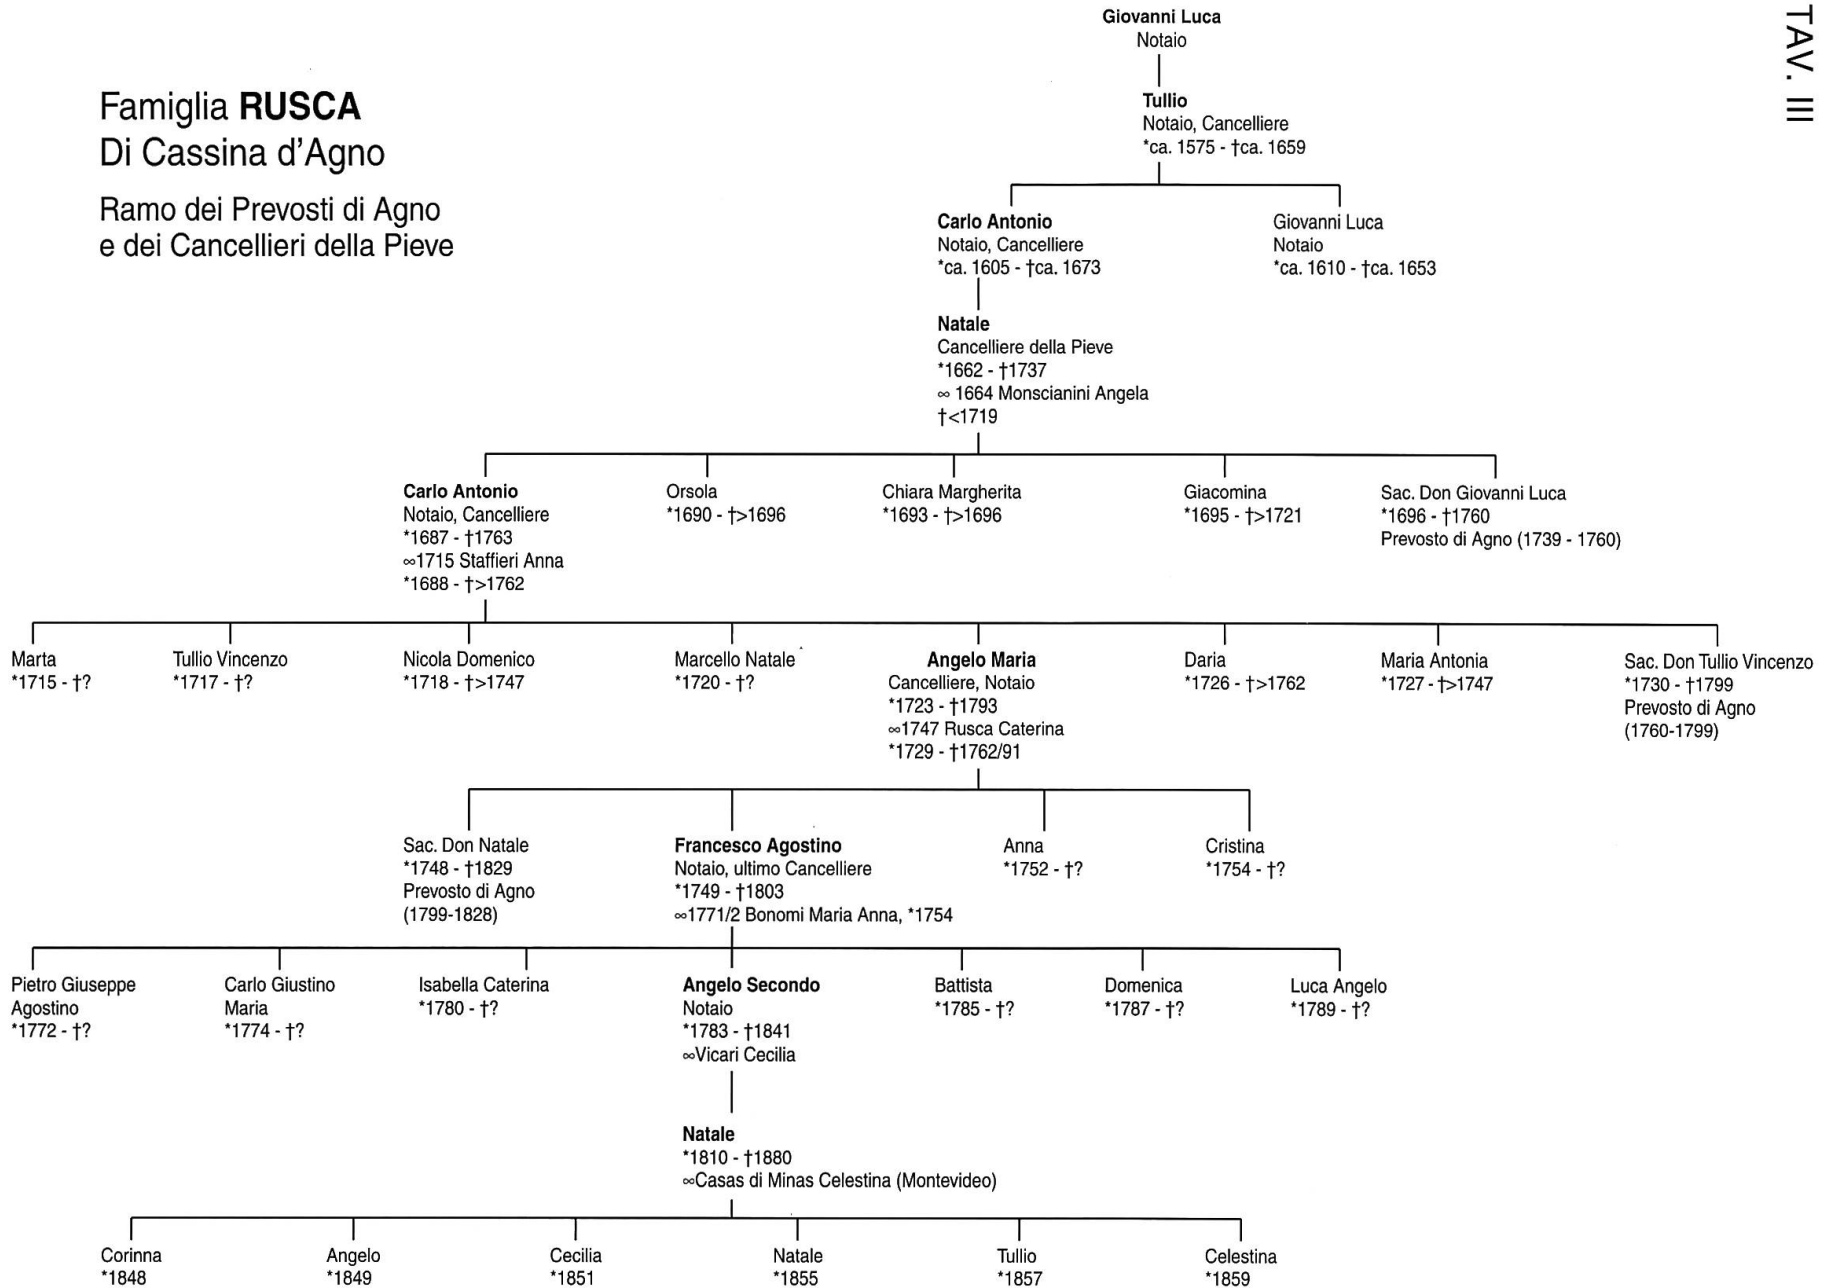 TAV. III
Famiglia RUSCA
Di Cassina d'Agno
Ramo dei Prevosti di Agno
e dei Cancellieri della Pieve
Giovanni Luca
Notaio
Tullio
Notaio, Cancelliere
*ca. 1575 - †ca. 1659
Carlo Antonio
Notaio, Cancelliere
*ca. 1605 - †ca. 1673
Giovanni Luca
Notaio
*ca. 1610 - †ca. 1653
Natale
Cancelliere della Pieve
*1662 - †1737
∞ 1664 Monscianini Angela
†<1719
Carlo Antonio
Notaio, Cancelliere
*1687 - †1763
∞1715 Staffieri Anna
*1688 - †>1762
Orsola
*1690 - †>1696
Chiara Margherita
*1693 - †>1696
Giacomina
*1695 - †>1721
Sac. Don Giovanni Luca
*1696 - †1760
Prevosto di Agno (1739 - 1760)
Marta
*1715 - †?
Tullio Vincenzo
*1717 - †?
Nicola Domenico
*1718 - †>1747
Marcello Natale
*1720 - †?
Angelo Maria
Cancelliere, Notaio
*1723 - †1793
∞1747 Rusca Caterina
*1729 - †1762/91
Daria
*1726 - †>1762
Maria Antonia
*1727 - †>1747
Sac. Don Tullio Vincenzo
*1730 - †1799
Prevosto di Agno
(1760-1799)
Sac. Don Natale
*1748 - †1829
Prevosto di Agno
(1799-1828)
Francesco Agostino
Notaio, ultimo Cancelliere
*1749 - †1803
∞1771/2 Bonomi Maria Anna, *1754
Anna
*1752 - †?
Cristina
*1754 - †?
Pietro Giuseppe
Agostino
*1772 - †?
Carlo Giustino
Maria
*1774 - †?
Isabella Caterina
*1780 - †?
Angelo Secondo
Notaio
*1783 - †1841
∞Vicari Cecilia
Battista
*1785 - †?
Domenica
*1787 - †?
Luca Angelo
*1789 - †?
Natale
*1810 - †1880
∞Casas di Minas Celestina (Montevideo)
Corinna
*1848
Angelo
*1849
Cecilia
*1851
Natale
*1855
Tullio
*1857
Celestina
*1859